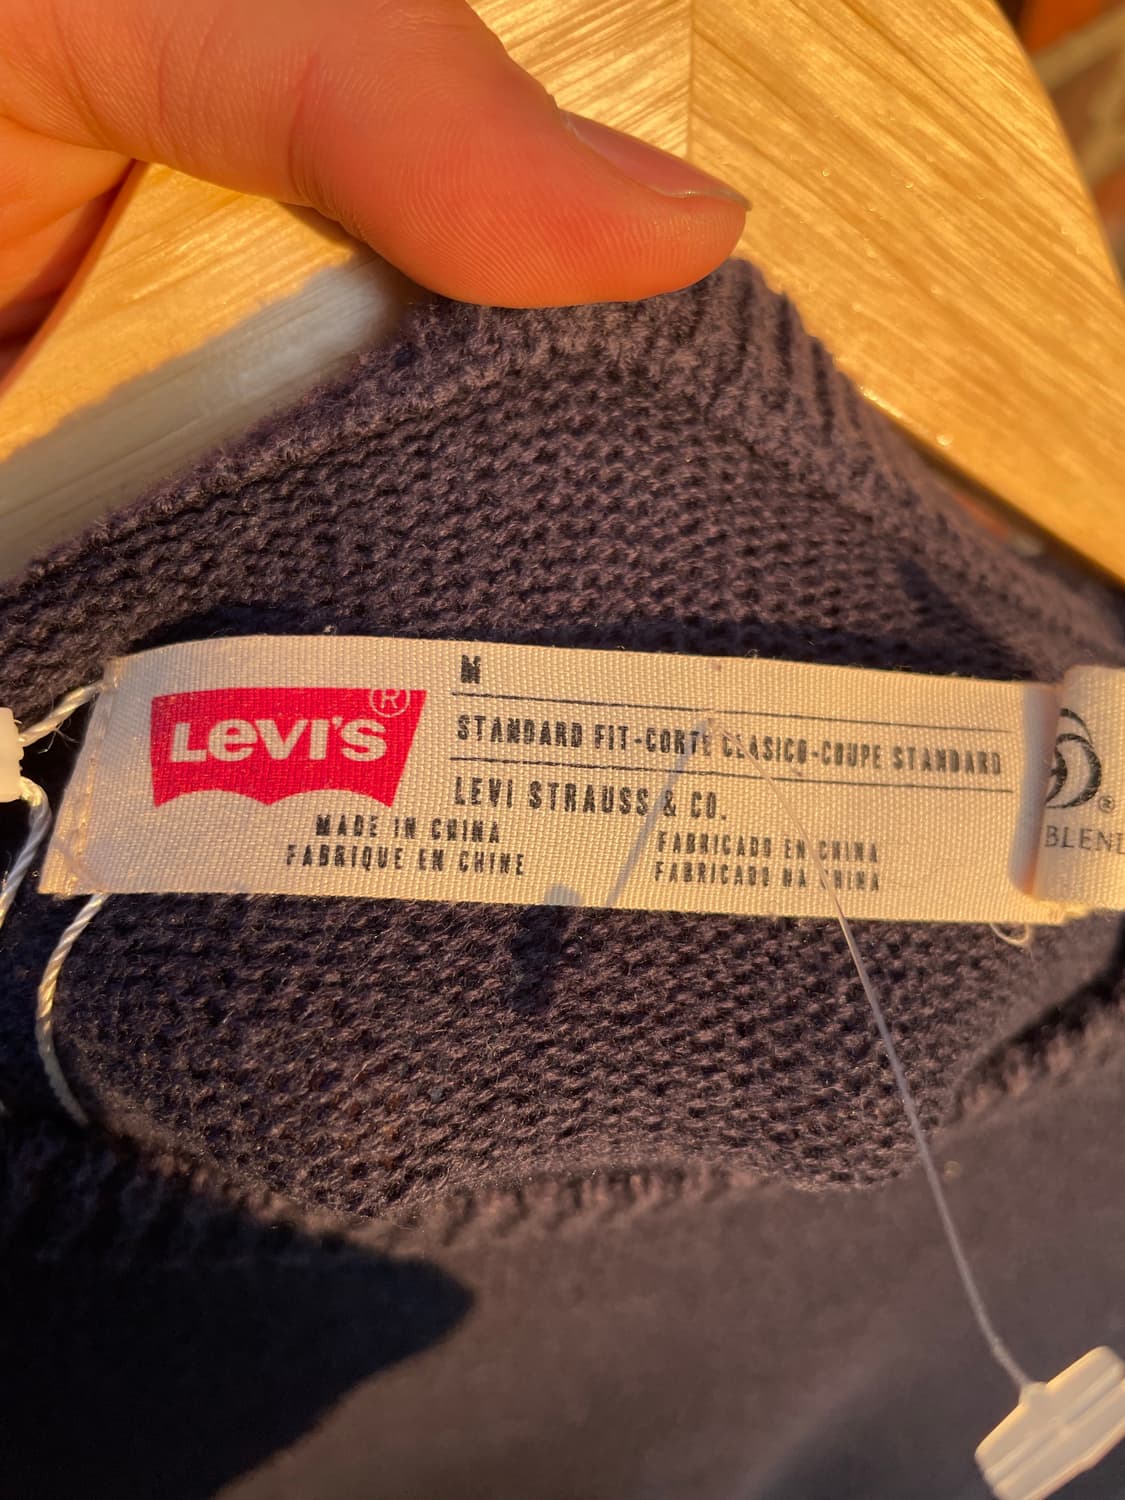 M
LEVI'S®
STANDARD FIT-CORTE CLASICO-COUPE STANDARD
LEVI STRAUSS & CO.
MADE IN CHINA
FABRIQUE EN CHINE
FABRICADO EN CHINA
FABRICADO NA CHINA
®
BLEND